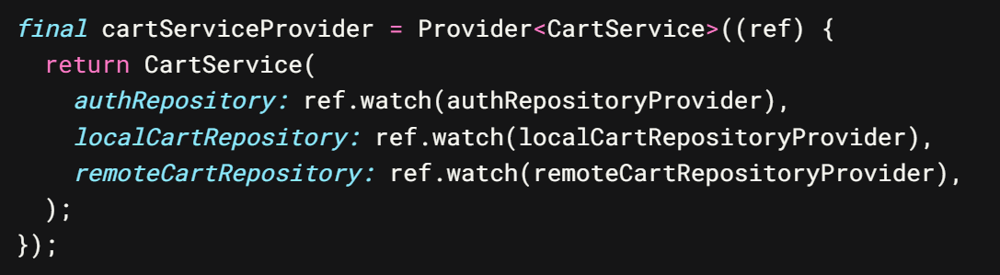 final cartServiceProvider = Provider<CartService>((ref) {
  return CartService(
    authRepository: ref.watch(authRepositoryProvider),
    localCartRepository: ref.watch(localCartRepositoryProvider),
    remoteCartRepository: ref.watch(remoteCartRepositoryProvider),
  );
});